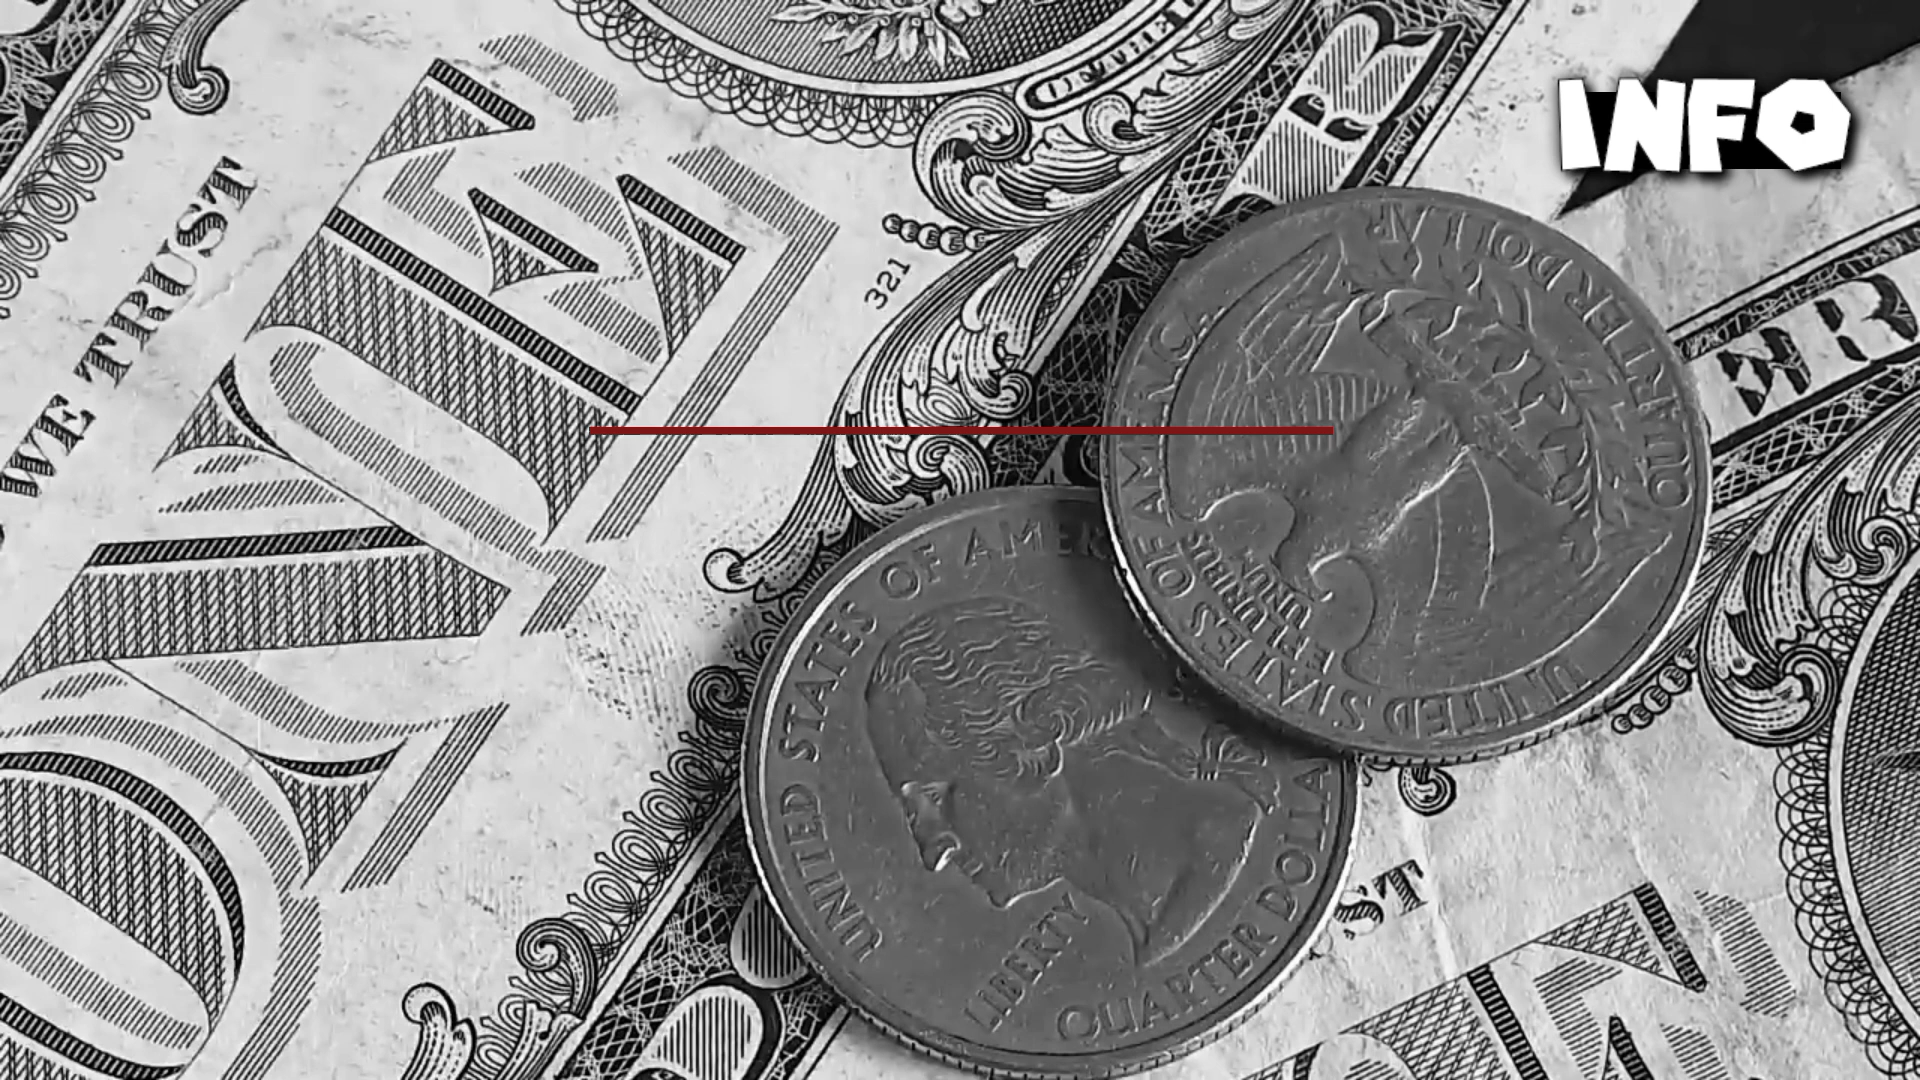 INFO
WE TRUST
ONE
321
UNITED STATES OF AMERICA
LIBERTY
QUARTER DOLLAR
UNITED STATES OF AMERICA
E PLURIBUS
UNUM
QUARTER DOLLAR
ST